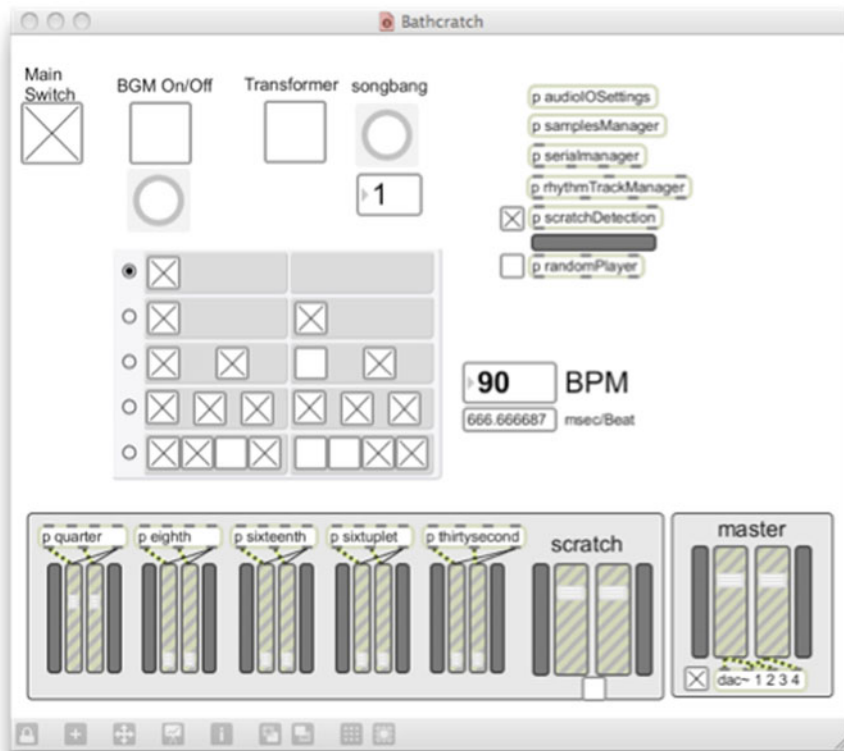 Bathcratch
Main
Switch
BGM On/Off
Transformer
songbang
1
p audioIOSettings
p samplesManager
p serialmanager
p rhythmTrackManager
p scratchDetection
p randomPlayer
90
BPM
666.666687
msec/Beat
p quarter
p eighth
p sixteenth
p sixtuplet
p thirtysecond
scratch
master
dac~ 1 2 3 4